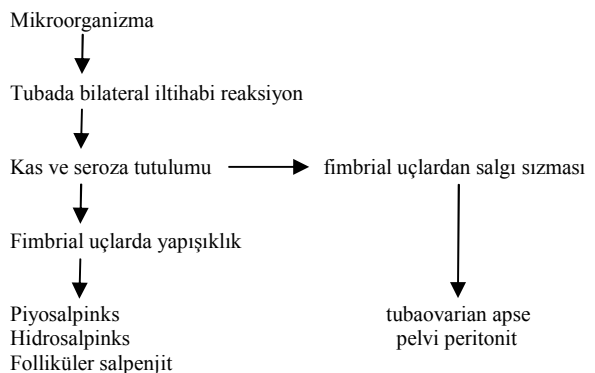 Mikroorganizma
Tubada bilateral iltihabi reaksiyon
Kas ve seroza tutulumu
fimbrial uçlardan salgı sızması
Fimbrial uçlarda yapışıklık
Piyosalpinks
Hidrosalpinks
Folliküler salpenjit
tubaovarian apse
pelvi peritonit